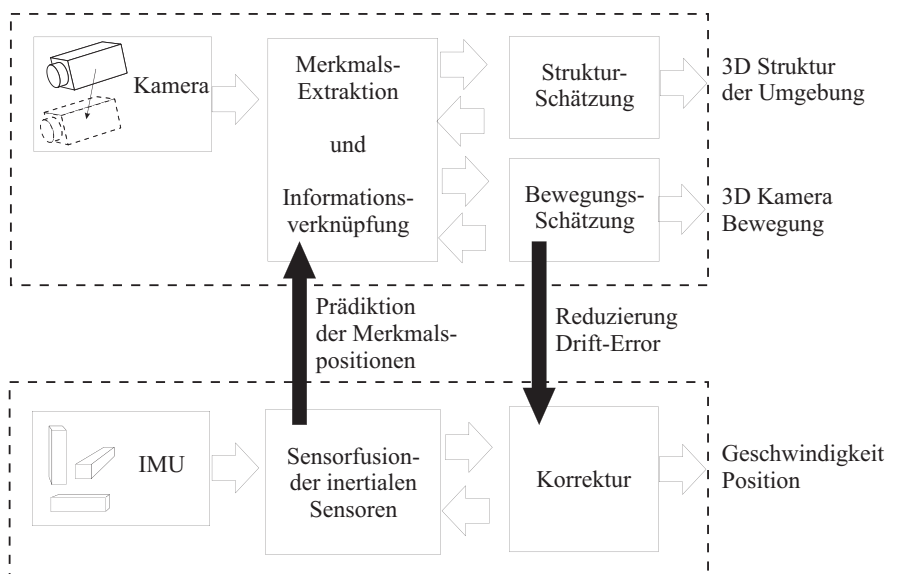 Kamera
Merkmals-
Extraktion
und
Informations-
verknüpfung
Struktur-
Schätzung
3D Struktur
der Umgebung
Bewegungs-
Schätzung
3D Kamera
Bewegung
Prädiktion
der Merkmals-
positionen
Reduzierung
Drift-Error
IMU
Sensorfusion-
der inertialen
Sensoren
Korrektur
Geschwindigkeit
Position